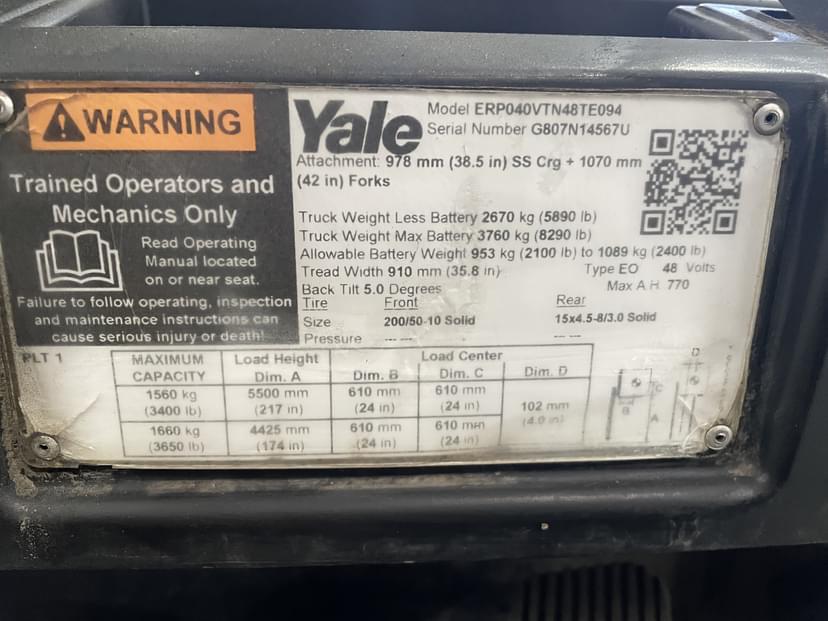 WARNING
Trained Operators and
Mechanics Only
Read Operating
Manual located
on or near seat.
Failure to follow operating, inspection
and maintenance instructions can
cause serious injury or death!
Yale
Model ERP040VTN48TE094
Serial Number G807N14567U
Attachment: 978 mm (38.5 in) SS Crg + 1070 mm
(42 in) Forks
Truck Weight Less Battery 2670 kg (5890 lb)
Truck Weight Max Battery 3760 kg (8290 lb)
Allowable Battery Weight 953 kg (2100 lb) to 1089 kg (2400 lb)
Tread Width 910 mm (35.8 in) Type EO 48 Volts
Back Tilt 5.0 Degrees Max A.H. 770
Tire Front Rear
Size 200/50-10 Solid 15x4.5-8/3.0 Solid
Pressure --- --- --- ---
PLT 1
MAXIMUM CAPACITY Load Height Dim. A Load Center Dim. B Dim. C Dim. D
1560 kg 5500 mm 610 mm 610 mm 102 mm
(3400 lb) (217 in) (24 in) (24 in) (4.0 in)
1660 kg 4425 mm 610 mm 610 mm
(3650 lb) (174 in) (24 in) (24 in)
D
C
B A